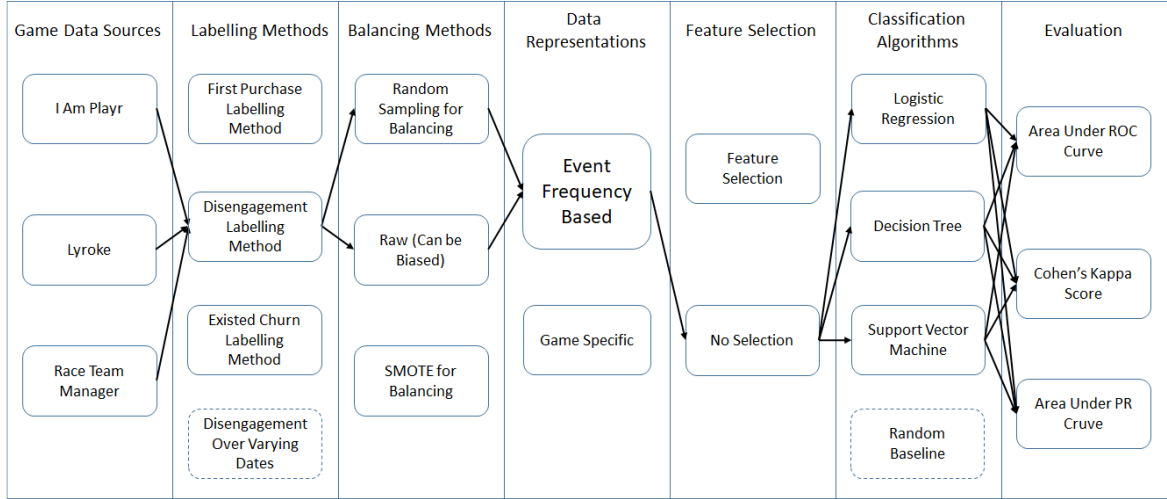 Game Data Sources
I Am Playr
Lyroke
Race Team
Manager
Labelling Methods
First Purchase
Labelling
Method
Disengagement
Labelling
Method
Existed Churn
Labelling
Method
Disengagement
Over Varying
Dates
Balancing Methods
Random
Sampling for
Balancing
Raw (Can be
Biased)
SMOTE for
Balancing
Data
Representations
Event
Frequency
Based
Game Specific
Feature Selection
Feature
Selection
No Selection
Classification
Algorithms
Logistic
Regression
Decision Tree
Support Vector
Machine
Random
Baseline
Evaluation
Area Under ROC
Curve
Cohen's Kappa
Score
Area Under PR
Cruve